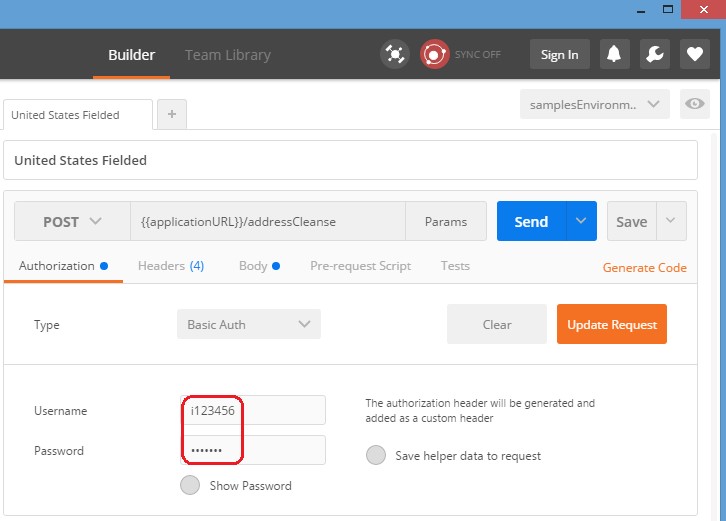 Builder Team Library SYNC OFF Sign In
United States Fielded + samplesEnvironm..
United States Fielded
POST {{applicationURL}}/addressCleanse Params Send Save
Authorization Headers (4) Body Pre-request Script Tests Generate Code
Type Basic Auth Clear Update Request
Username i123456 The authorization header will be generated and
added as a custom header
Password ••••••• Save helper data to request
Show Password